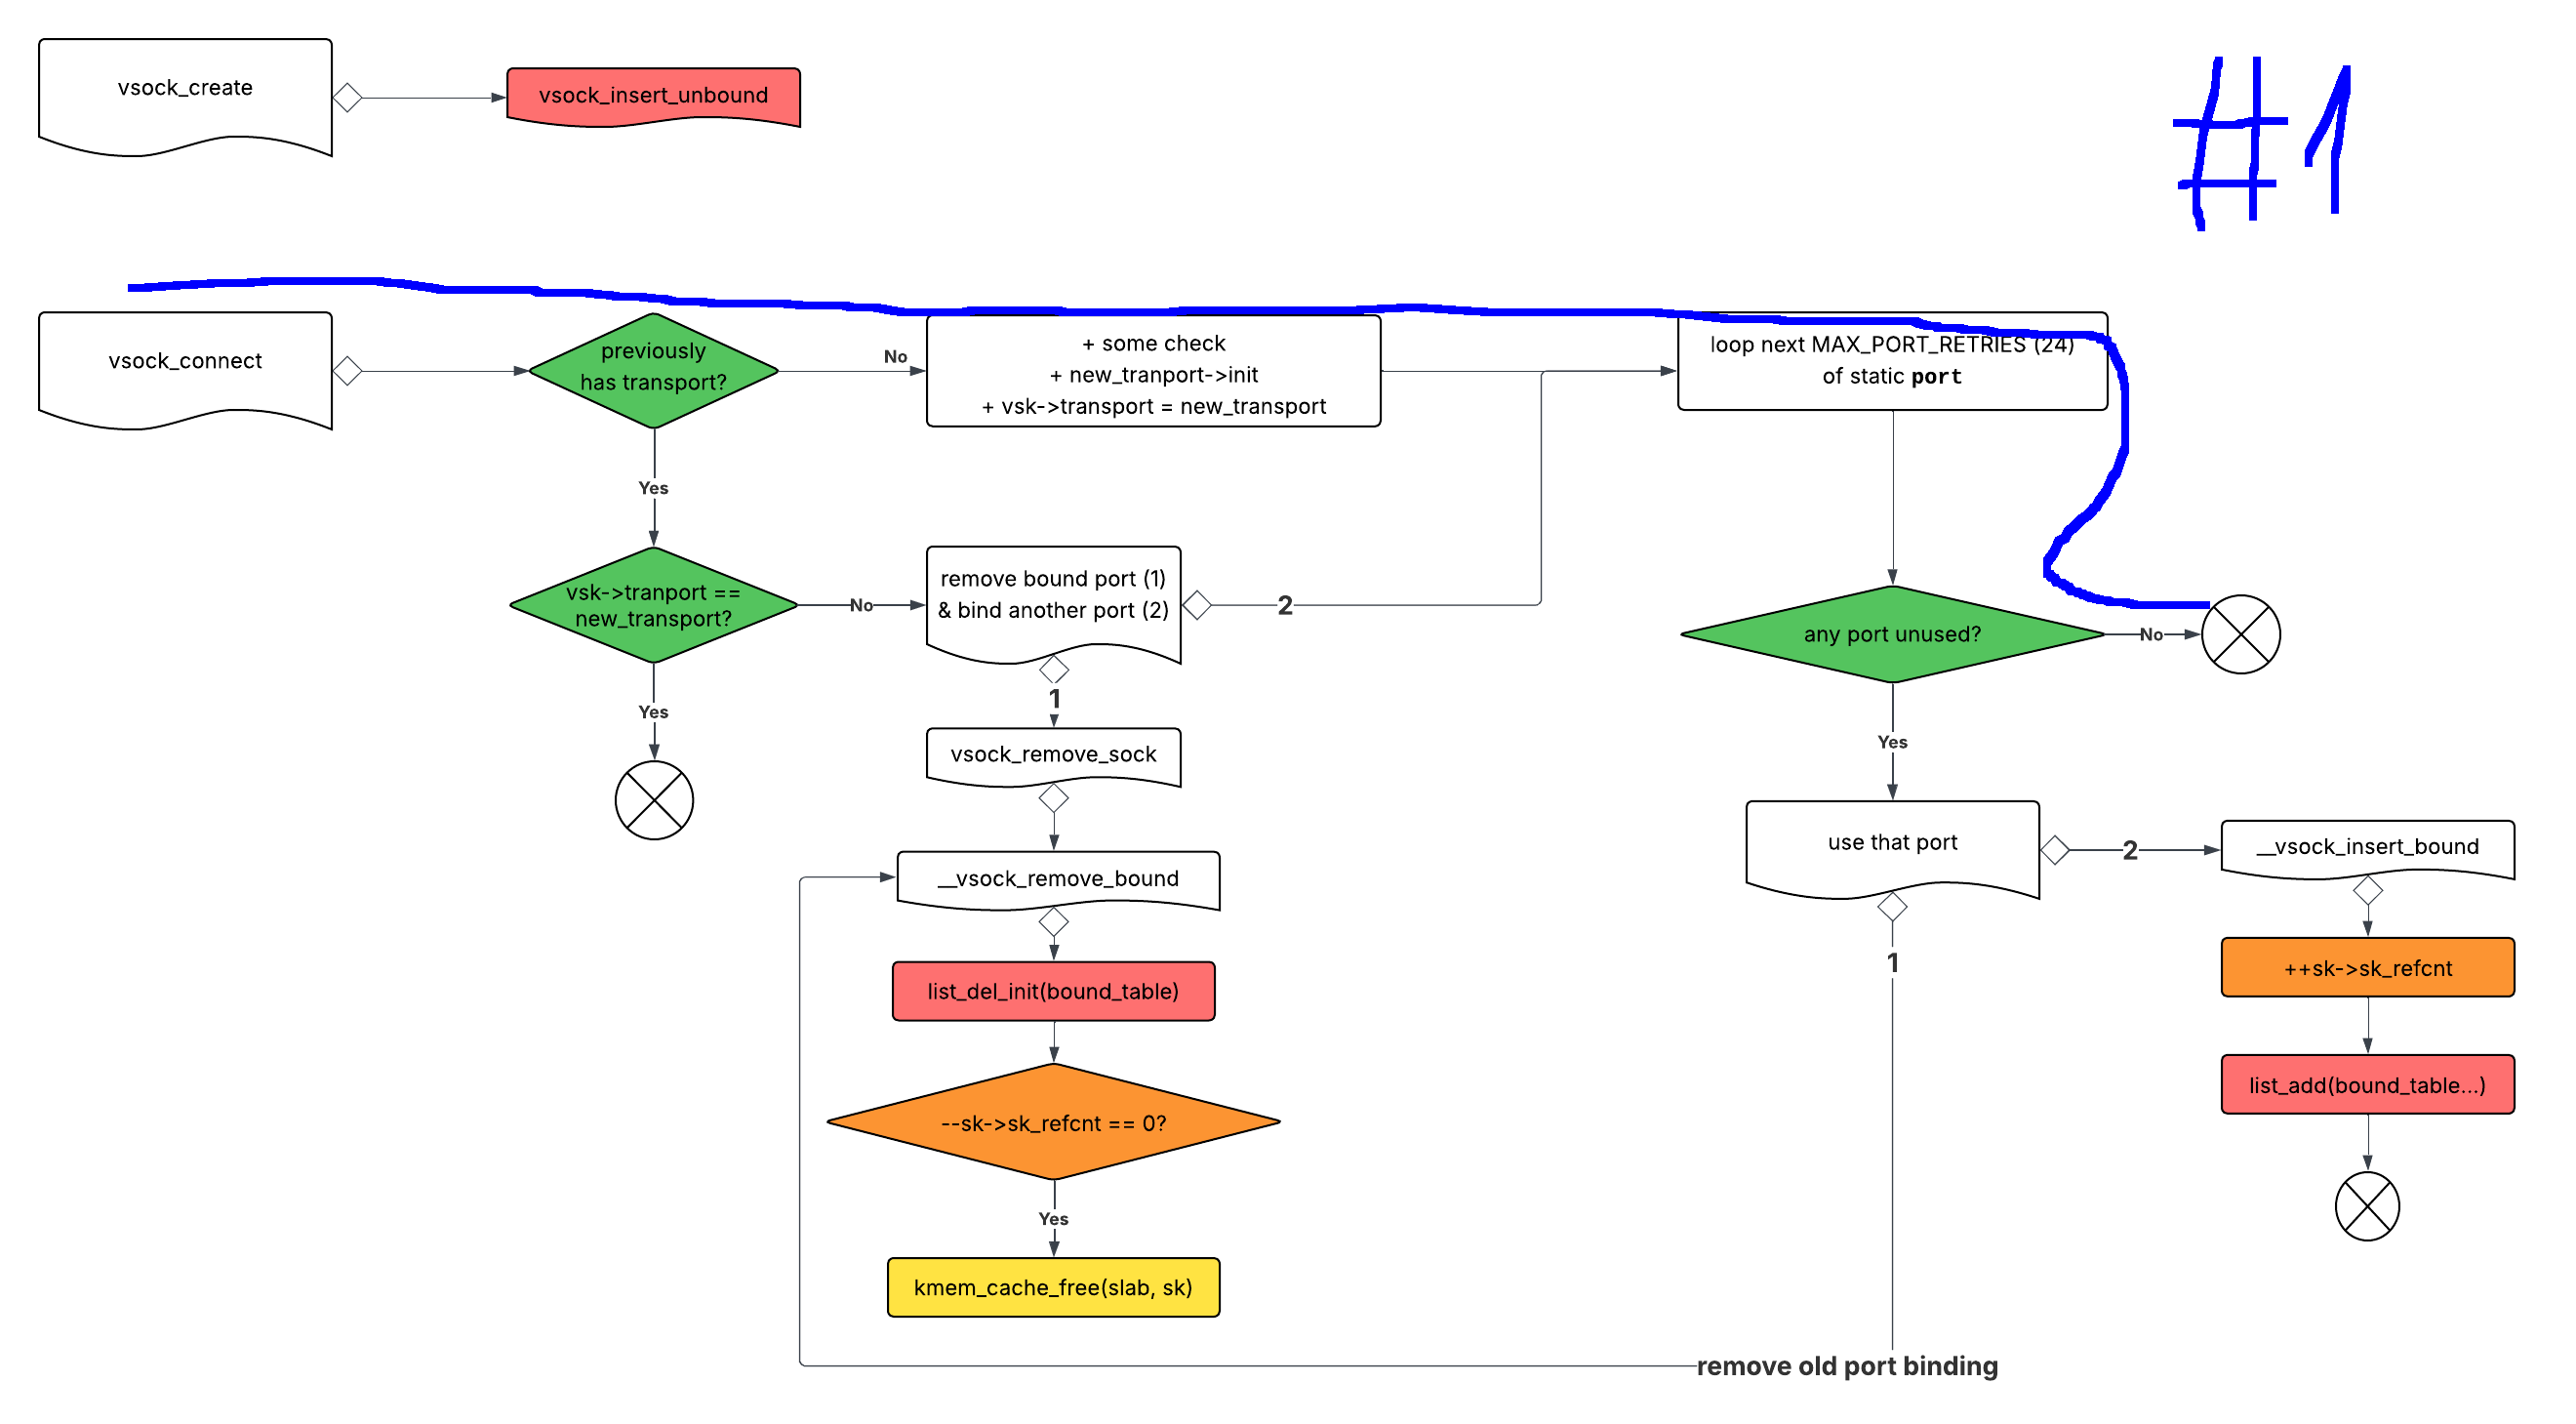 vsock_create
vsock_insert_unbound
#1
vsock_connect
previously
has transport?
No
+ some check
+ new_tranport->init
+ vsk->transport = new_transport
loop next MAX_PORT_RETRIES (24)
of static port
Yes
vsk->tranport ==
new_transport?
No
remove bound port (1)
& bind another port (2)
2
any port unused?
No
1
Yes
Yes
vsock_remove_sock
use that port
2
__vsock_insert_bound
__vsock_remove_bound
1
++sk->sk_refcnt
list_del_init(bound_table)
list_add(bound_table...)
--sk->sk_refcnt == 0?
Yes
kmem_cache_free(slab, sk)
remove old port binding